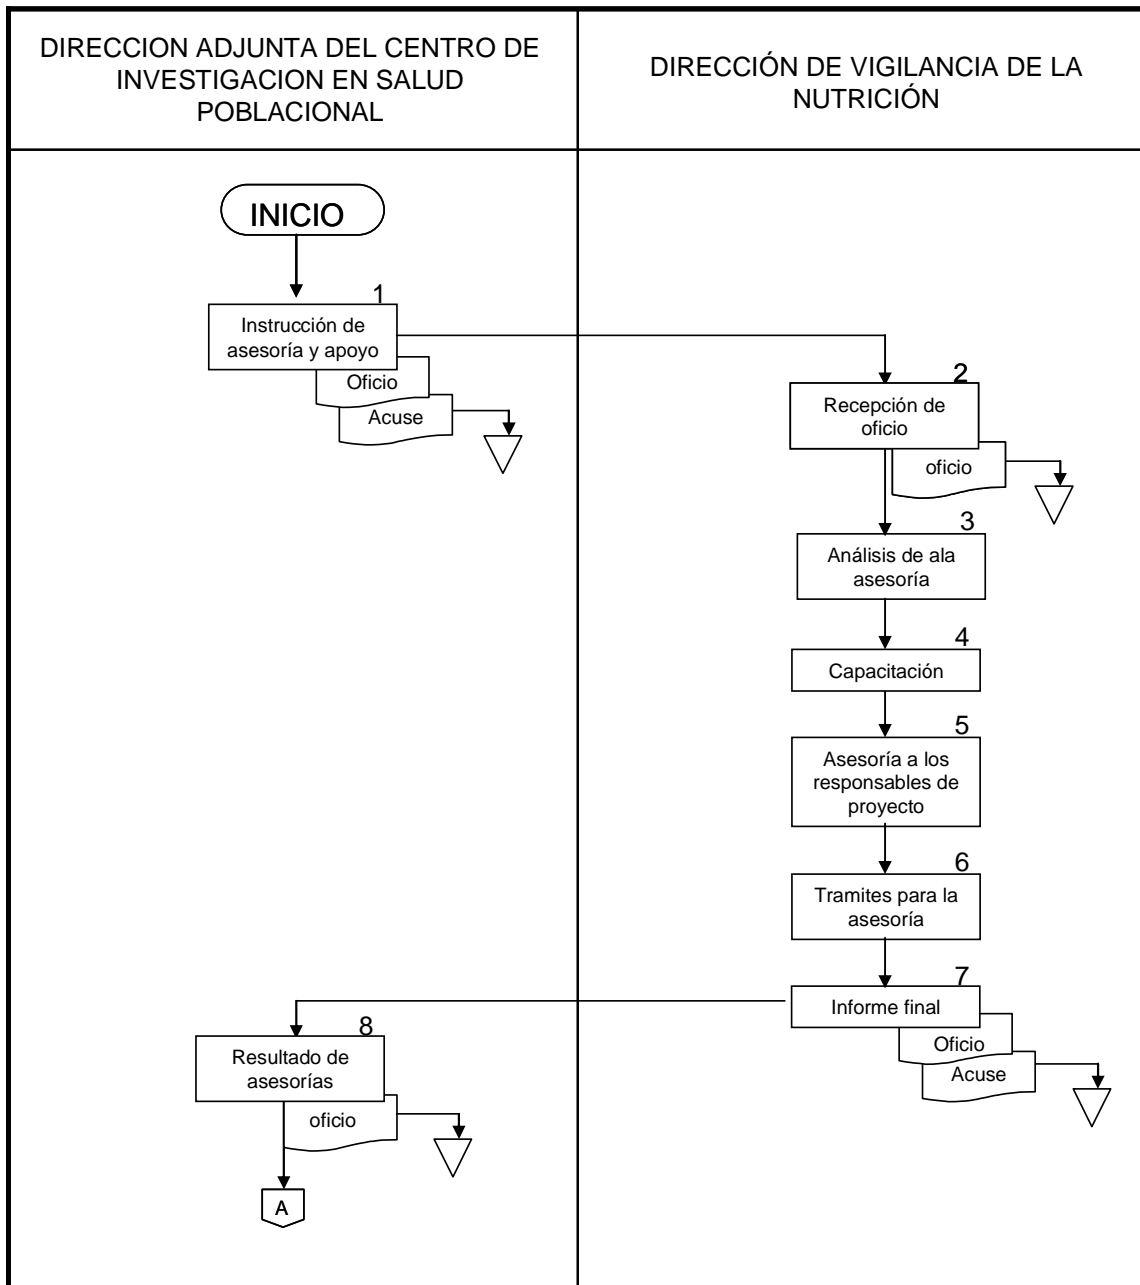 DIRECCION ADJUNTA DEL CENTRO DE
INVESTIGACION EN SALUD
POBLACIONAL
DIRECCIÓN DE VIGILANCIA DE LA
NUTRICIÓN
INICIO
1
Instrucción de
asesoría y apoyo
Oficio
Acuse
2
Recepción de
oficio
oficio
3
Análisis de ala
asesoría
4
Capacitación
5
Asesoría a los
responsables de
proyecto
6
Tramites para la
asesoría
7
Informe final
Oficio
Acuse
8
Resultado de
asesorías
oficio
A